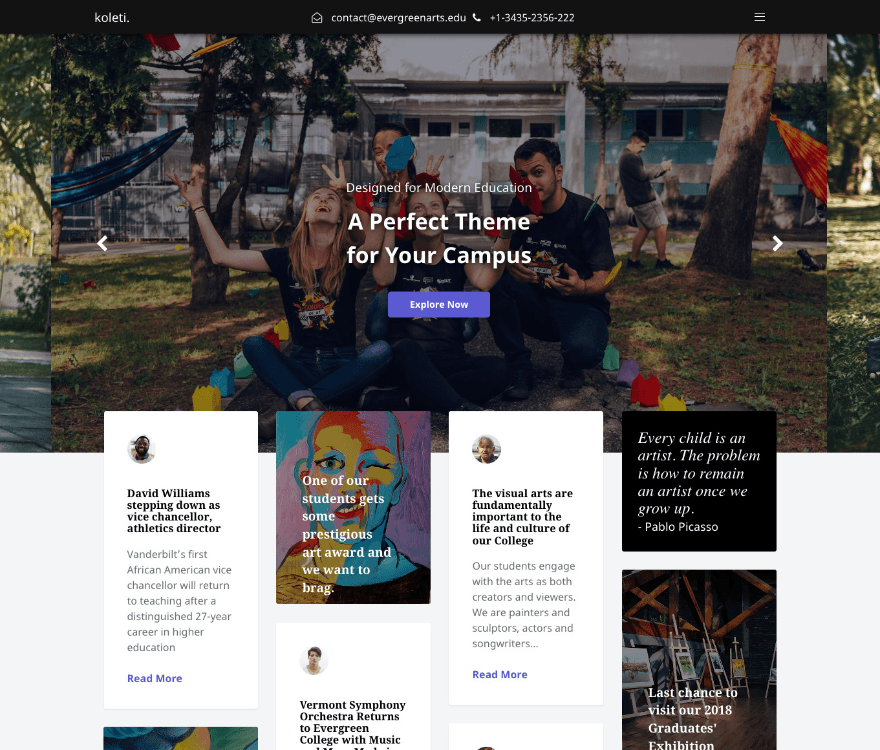 koleti.
contact@evergreenarts.edu
+1-3435-2356-222
Designed for Modern Education
A Perfect Theme
for Your Campus
Explore Now
David Williams
stepping down as
vice chancellor,
athletics director
Vanderbilt's first
African American vice
chancellor will return
to teaching after a
distinguished 27-year
career in higher
education
Read More
One of our
students gets
some
prestigious
art award and
we want to
brag.
Vermont Symphony
Orchestra Returns
to Evergreen
College with Music
The visual arts are
fundamentally
important to the
life and culture of
our College
Our students engage
with the arts as both
creators and viewers.
We are painters and
sculptors, actors and
songwriters...
Read More
Every child is an
artist. The problem
is how to remain
an artist once we
grow up.
- Pablo Picasso
Last chance to
visit our 2018
Graduates'
Exhibition